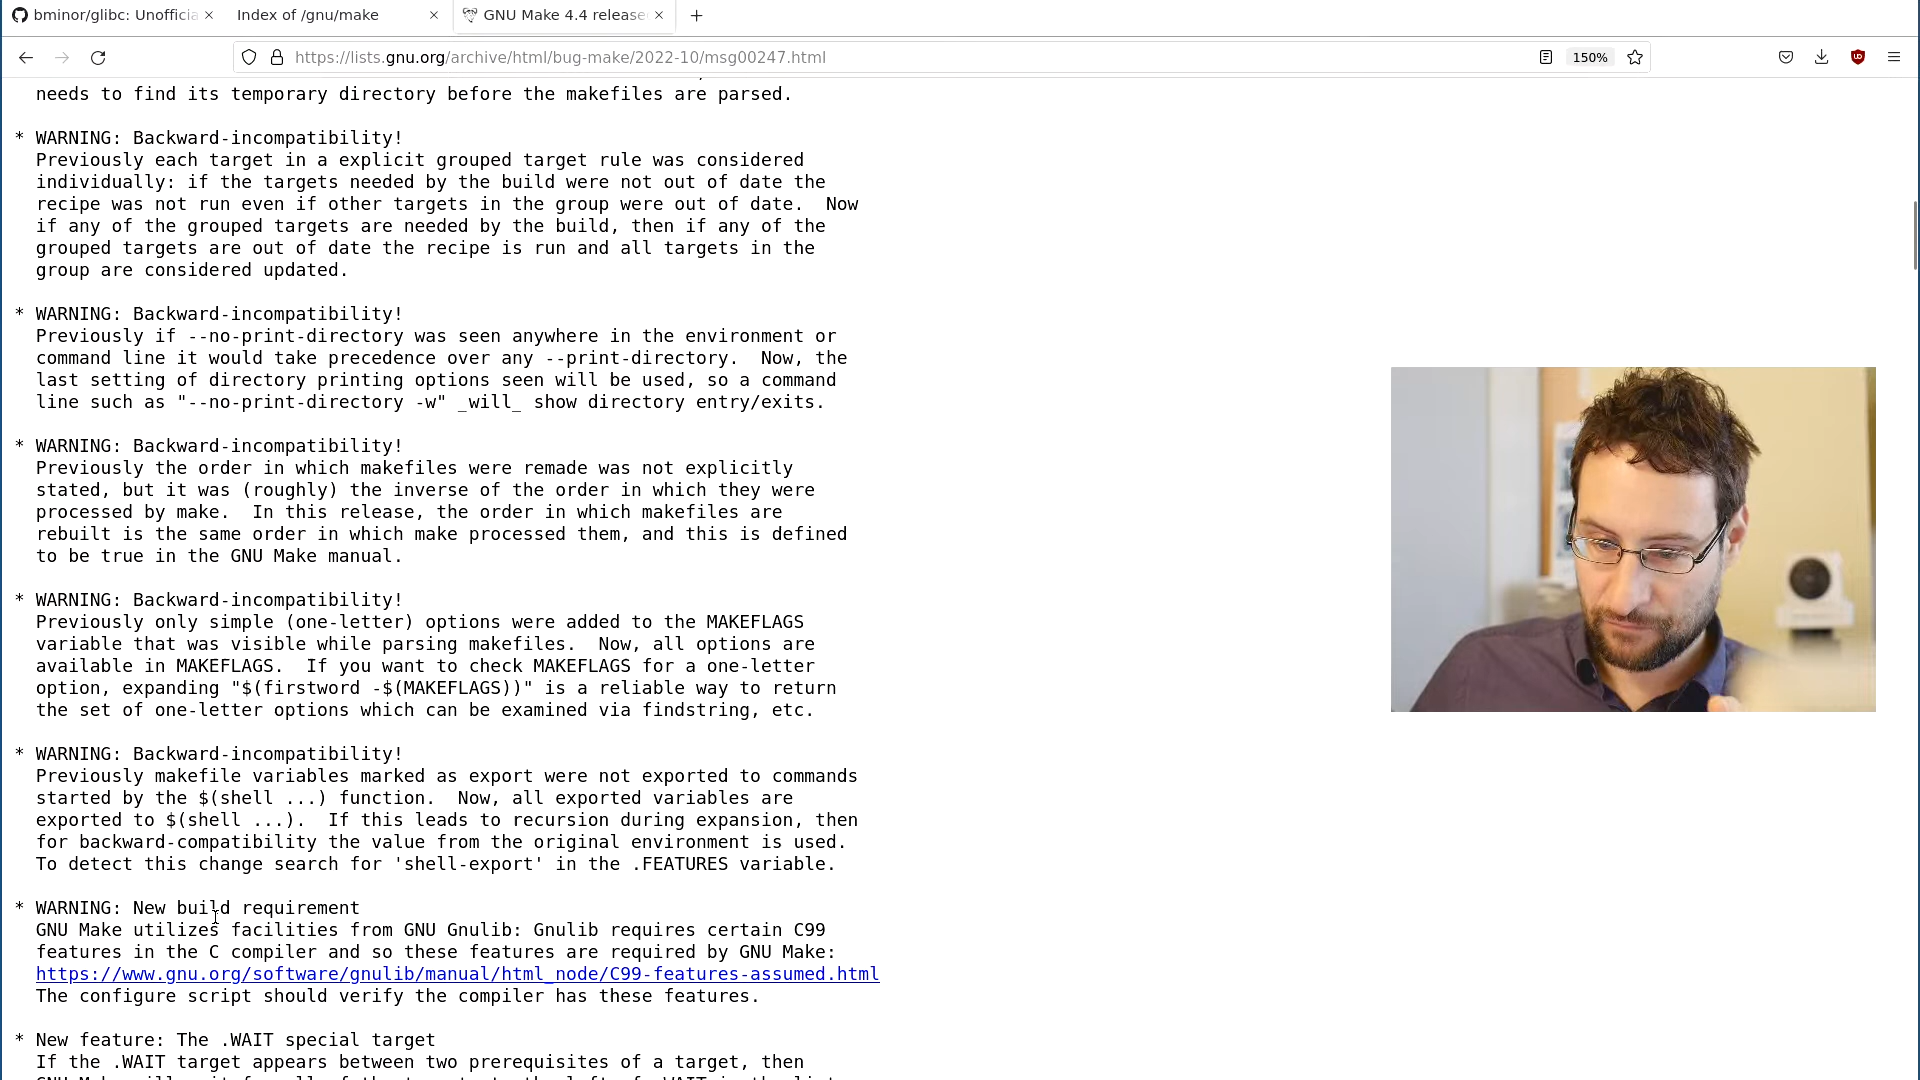 bminor/glibc: Unofficia
Index of /gnu/make
GNU Make 4.4 release
https://lists.gnu.org/archive/html/bug-make/2022-10/msg00247.html
150%
needs to find its temporary directory before the makefiles are parsed.
* WARNING: Backward-incompatibility!
Previously each target in a explicit grouped target rule was considered
individually: if the targets needed by the build were not out of date the
recipe was not run even if other targets in the group were out of date.  Now
if any of the grouped targets are needed by the build, then if any of the
grouped targets are out of date the recipe is run and all targets in the
group are considered updated.
* WARNING: Backward-incompatibility!
Previously if --no-print-directory was seen anywhere in the environment or
command line it would take precedence over any --print-directory.  Now, the
last setting of directory printing options seen will be used, so a command
line such as "--no-print-directory -w" _will_ show directory entry/exits.
* WARNING: Backward-incompatibility!
Previously the order in which makefiles were remade was not explicitly
stated, but it was (roughly) the inverse of the order in which they were
processed by make.  In this release, the order in which makefiles are
rebuilt is the same order in which make processed them, and this is defined
to be true in the GNU Make manual.
* WARNING: Backward-incompatibility!
Previously only simple (one-letter) options were added to the MAKEFLAGS
variable that was visible while parsing makefiles.  Now, all options are
available in MAKEFLAGS.  If you want to check MAKEFLAGS for a one-letter
option, expanding "$(firstword -$(MAKEFLAGS))" is a reliable way to return
the set of one-letter options which can be examined via findstring, etc.
* WARNING: Backward-incompatibility!
Previously makefile variables marked as export were not exported to commands
started by the $(shell ...) function.  Now, all exported variables are
exported to $(shell ...).  If this leads to recursion during expansion, then
for backward-compatibility the value from the original environment is used.
To detect this change search for 'shell-export' in the .FEATURES variable.
* WARNING: New build requirement
GNU Make utilizes facilities from GNU Gnulib: Gnulib requires certain C99
features in the C compiler and so these features are required by GNU Make:
https://www.gnu.org/software/gnulib/manual/html_node/C99-features-assumed.html
The configure script should verify the compiler has these features.
* New feature: The .WAIT special target
If the .WAIT target appears between two prerequisites of a target, then